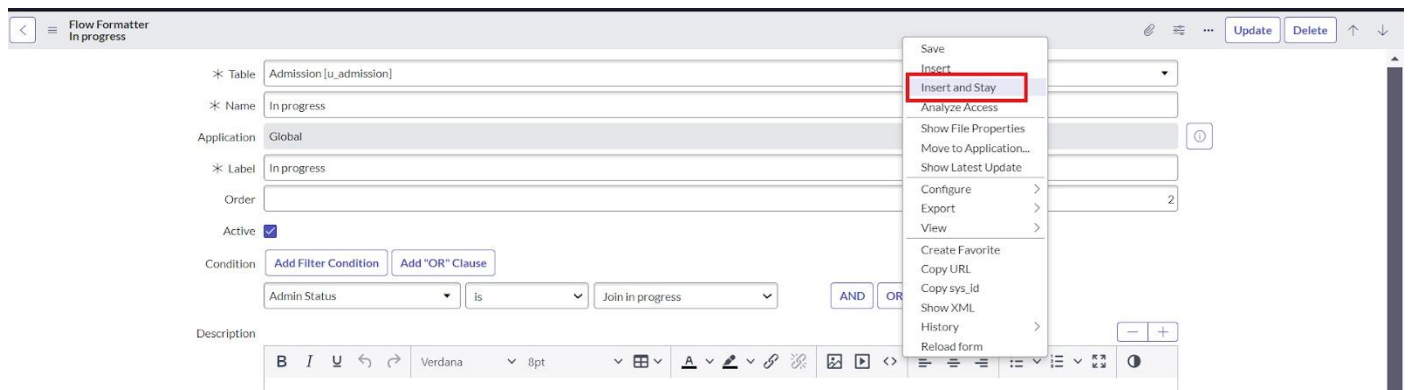 Flow Formatter
In progress
Update Delete
Table Admission [u_admission]
Name In progress
Application Global
Label In progress
Order 2
Active
Condition Add Filter Condition Add "OR" Clause
Admin Status is Join in progress AND OR
Description
B I U Verdana 8pt A
Save
Insert
Insert and Stay
Analyze Access
Show File Properties
Move to Application...
Show Latest Update
Configure
Export
View
Create Favorite
Copy URL
Copy sys_id
Show XML
History
Reload form